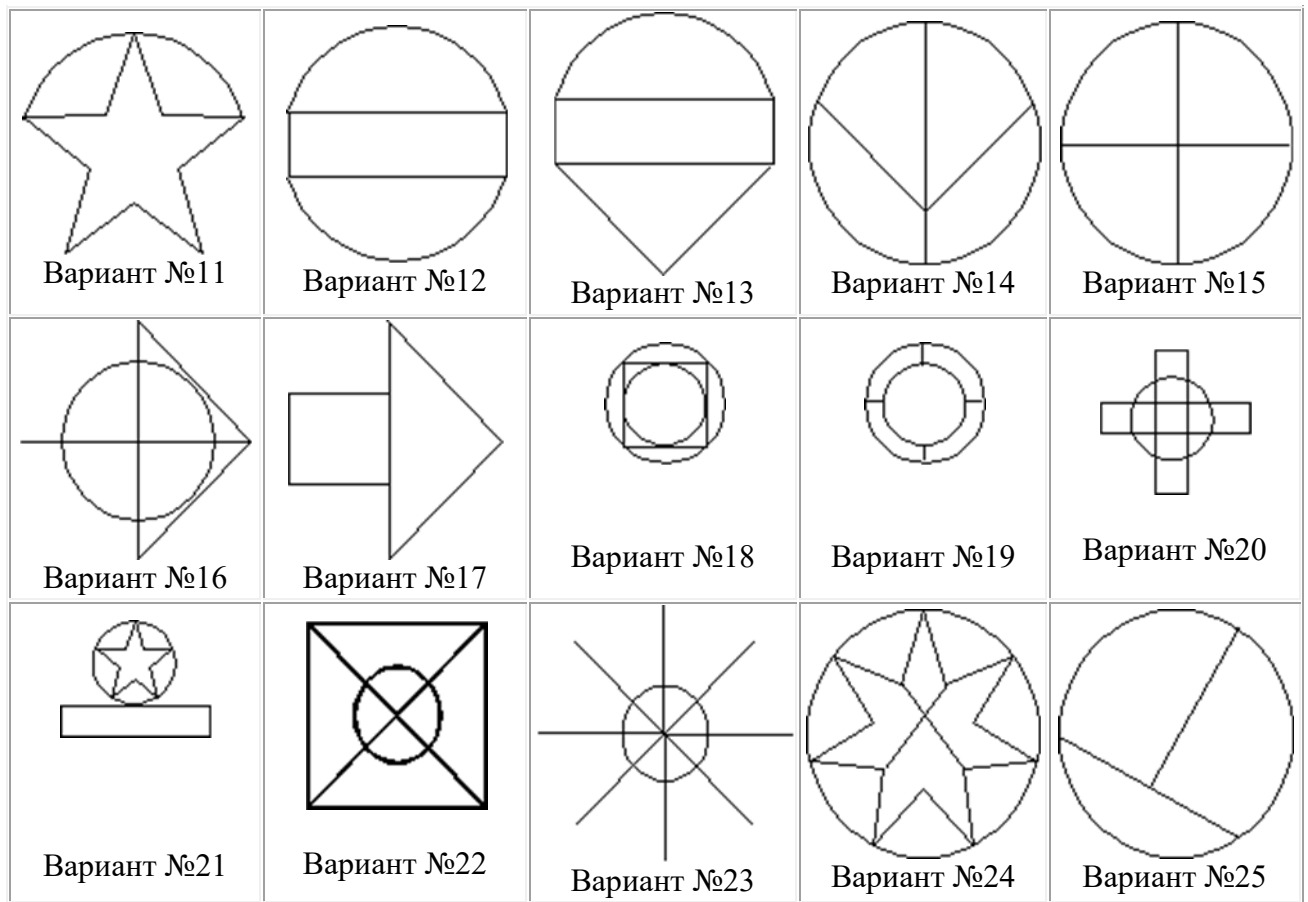 Вариант №11
Вариант №12
Вариант №13
Вариант №14
Вариант №15
Вариант №16
Вариант №17
Вариант №18
Вариант №19
Вариант №20
Вариант №21
Вариант №22
Вариант №23
Вариант №24
Вариант №25